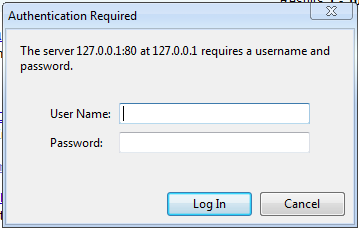 Authentication Required
The server 127.0.0.1:80 at 127.0.0.1 requires a username and
password.
User Name:
Password:
Log In
Cancel